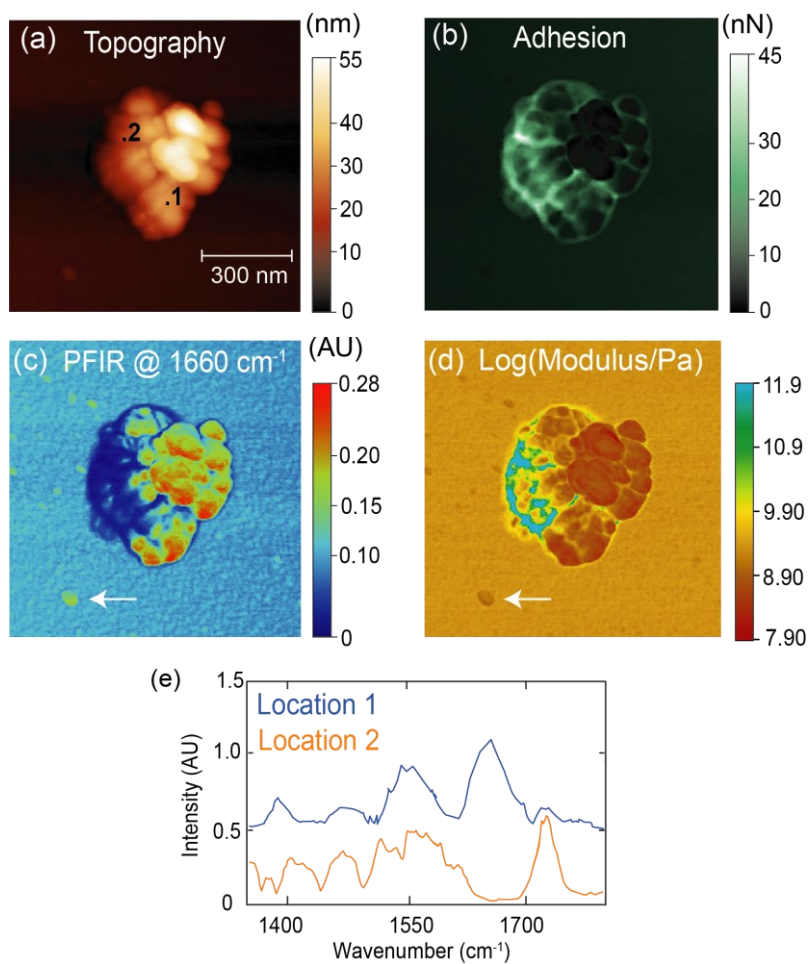 (a) Topography (nm)
55
40
30
20
10
0
.2
.1
300 nm
(b) Adhesion (nN)
45
30
20
10
0
(c) PFIR @ 1660 cm⁻¹ (AU)
0.28
0.20
0.15
0.10
0
(d) Log(Modulus/Pa)
11.9
10.9
9.90
8.90
7.90
(e)
1.5
1.0
0.5
0
Intensity (AU)
Location 1
Location 2
1400 1550 1700
Wavenumber (cm⁻¹)